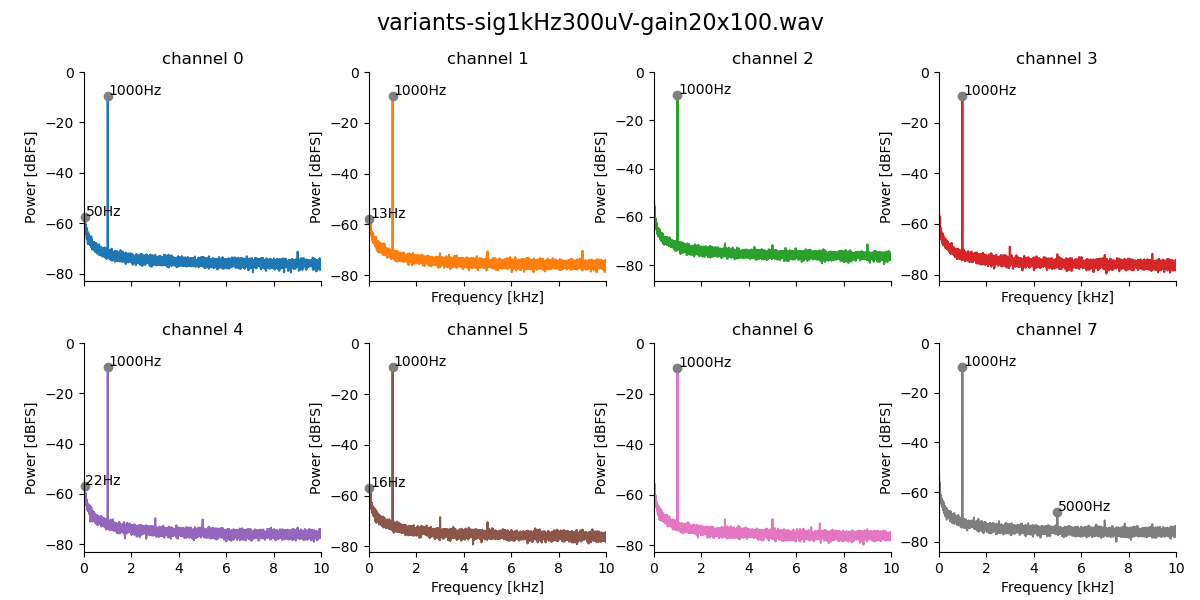 variants-sig1kHz300uV-gain20x100.wav
channel 0
channel 1
channel 2
channel 3
0
−20
−40
−60
−80
Power [dBFS]
1000Hz
50Hz
0
−20
−40
−60
−80
Power [dBFS]
1000Hz
13Hz
Frequency [kHz]
0
−20
−40
−60
−80
Power [dBFS]
1000Hz
0
−20
−40
−60
−80
Power [dBFS]
1000Hz
Frequency [kHz]
channel 4
channel 5
channel 6
channel 7
0
−20
−40
−60
−80
Power [dBFS]
1000Hz
22Hz
0 2 4 6 8 10
0
−20
−40
−60
−80
Power [dBFS]
1000Hz
16Hz
0 2 4 6 8 10
Frequency [kHz]
0
−20
−40
−60
−80
Power [dBFS]
1000Hz
0 2 4 6 8 10
0
−20
−40
−60
−80
Power [dBFS]
1000Hz
5000Hz
0 2 4 6 8 10
Frequency [kHz]